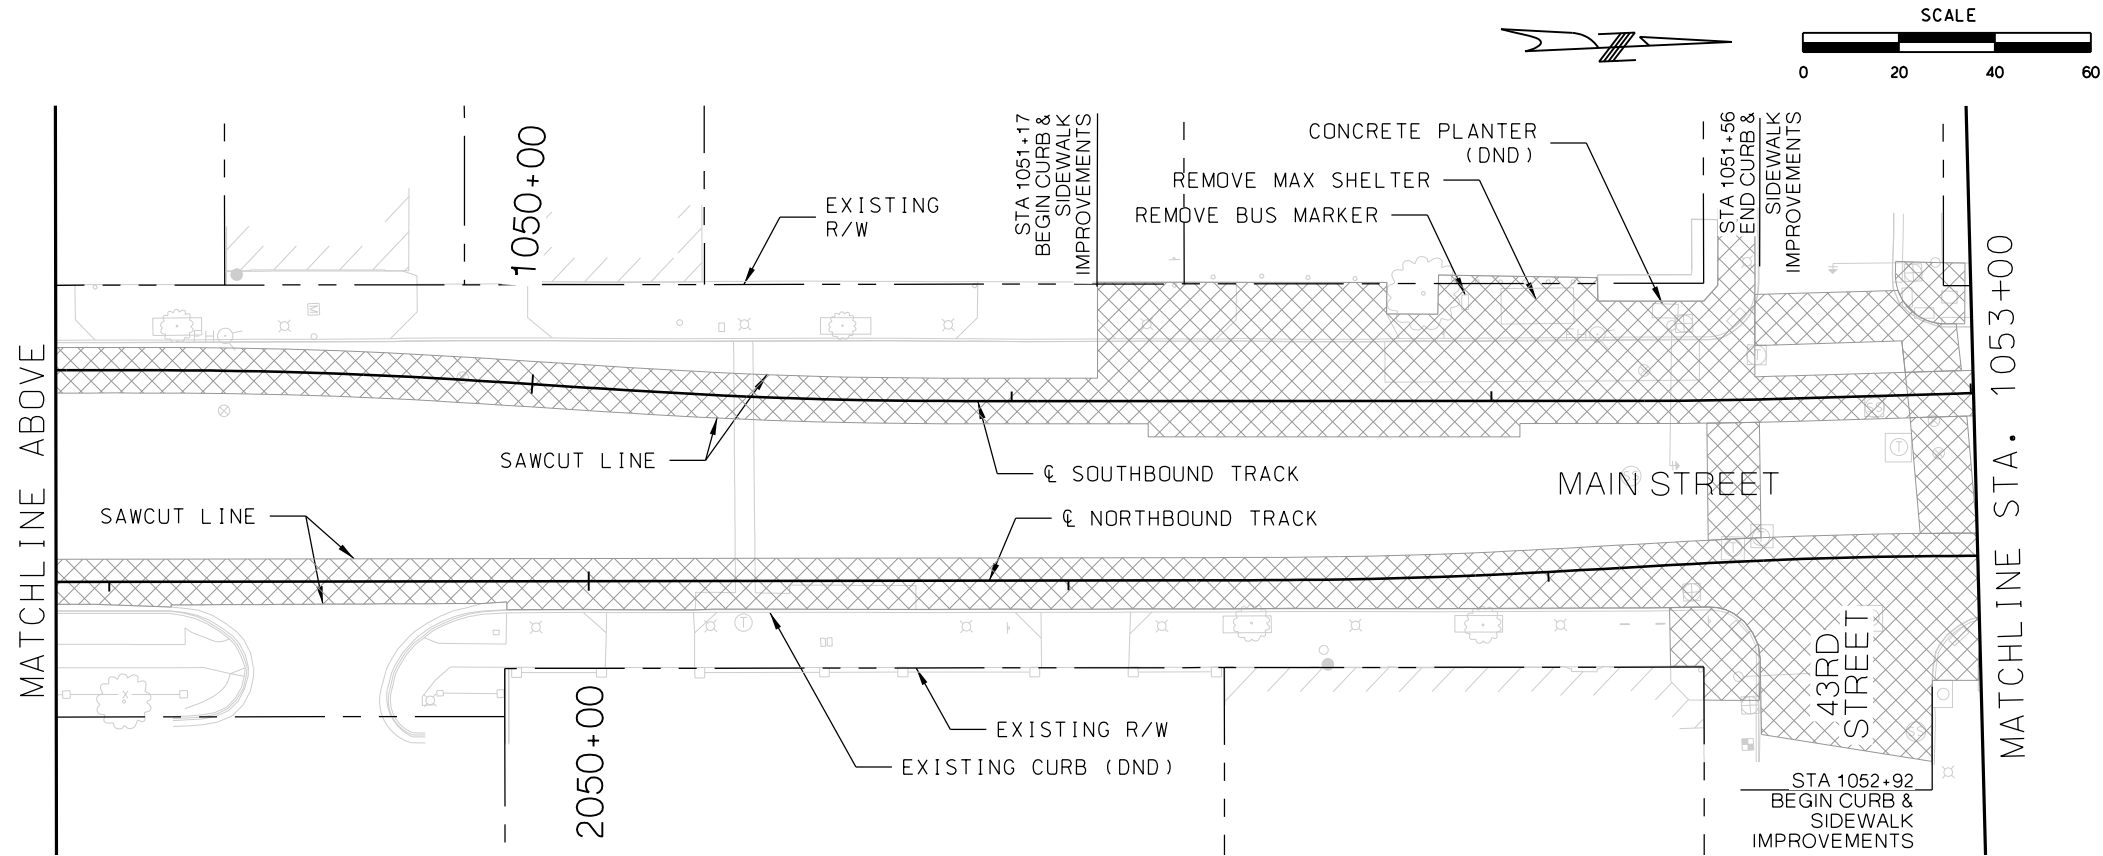 SCALE
0 20 40 60
MATCHLINE ABOVE
1050+00
EXISTING
R/W
STA 1051+17
BEGIN CURB &
SIDEWALK
IMPROVEMENTS
CONCRETE PLANTER
(DND)
REMOVE MAX SHELTER
REMOVE BUS MARKER
STA 1051+56
END CURB &
SIDEWALK
IMPROVEMENTS
MATCHLINE STA. 1053+00
M
FH
FH
T
SAWCUT LINE
℄ SOUTHBOUND TRACK
MAIN STREET
T
SAWCUT LINE
℄ NORTHBOUND TRACK
T
T
43RD
STREET
X
2050+00
EXISTING R/W
EXISTING CURB (DND)
STA 1052+92
BEGIN CURB &
SIDEWALK
IMPROVEMENTS